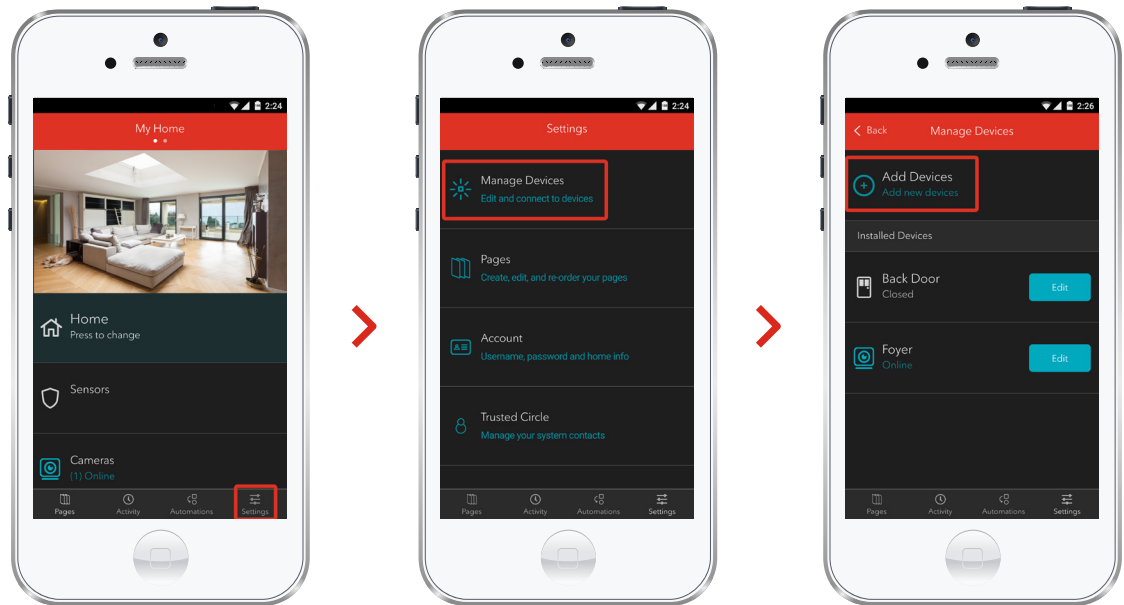 2:24
My Home
Home
Press to change
Sensors
Cameras
(1) Online
Pages
Activity
Automations
Settings
2:24
Settings
Manage Devices
Edit and connect to devices
Pages
Create, edit, and re-order your pages
Account
Username, password and home info
Trusted Circle
Manage your system contacts
Pages
Activity
Automations
Settings
2:26
Back
Manage Devices
Add Devices
Add new devices
Installed Devices
Back Door
Closed
Edit
Foyer
Online
Edit
Pages
Activity
Automations
Settings